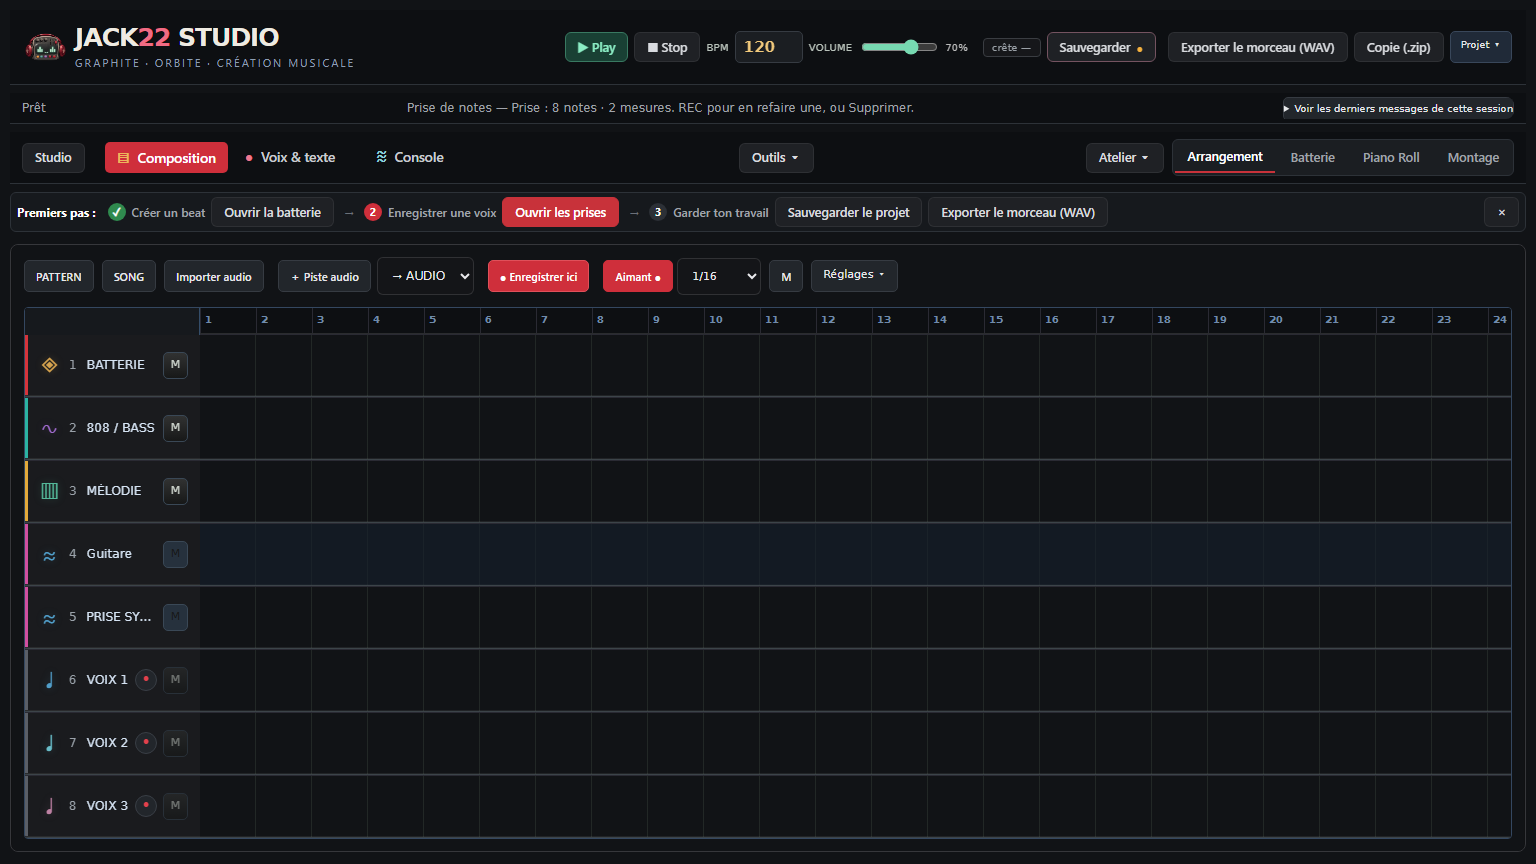 JACK22 STUDIO
GRAPHITE · ORBITE · CRÉATION MUSICALE
▶ Play ■ Stop BPM 120 VOLUME 70% crête — Sauvegarder ● Exporter le morceau (WAV) Copie (.zip) Projet ▾
Prêt Prise de notes — Prise : 8 notes · 2 mesures. REC pour en refaire une, ou Supprimer. ▶ Voir les derniers messages de cette session
Studio Composition Voix & texte Console Outils ▾ Atelier ▾ Arrangement Batterie Piano Roll Montage
Premiers pas : ✓ Créer un beat Ouvrir la batterie → 2 Enregistrer une voix Ouvrir les prises → 3 Garder ton travail Sauvegarder le projet Exporter le morceau (WAV) ×
PATTERN SONG Importer audio + Piste audio → AUDIO ● Enregistrer ici Aimant ● 1/16 M Réglages ▾
1 2 3 4 5 6 7 8 9 10 11 12 13 14 15 16 17 18 19 20 21 22 23 24
1 BATTERIE M
2 808 / BASS M
3 MÉLODIE M
4 Guitare M
5 PRISE SY... M
6 VOIX 1 M
7 VOIX 2 M
8 VOIX 3 M